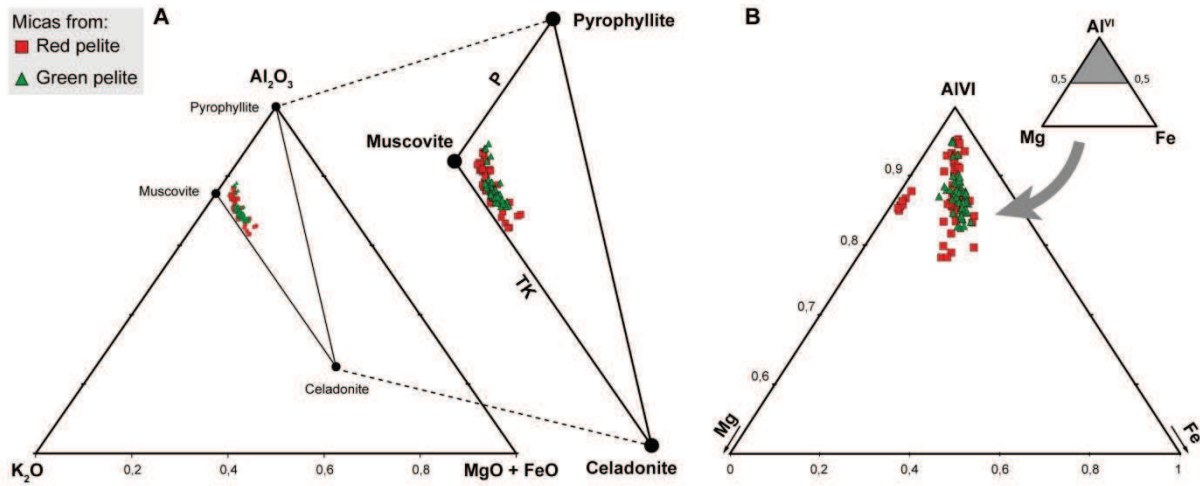 Micas from:
Red pelite
Green pelite
A
Al₂O₃
Pyrophyllite
Muscovite
Celadonite
K₂O
0,2
0,4
0,6
0,8
MgO + FeO
Pyrophyllite
P
Muscovite
TK
Celadonite
B
AlVI
0,5
0,5
Mg
Fe
AlVI
0,9
0,8
0,7
0,6
Mg
Fe
0
0,2
0,4
0,6
0,8
1